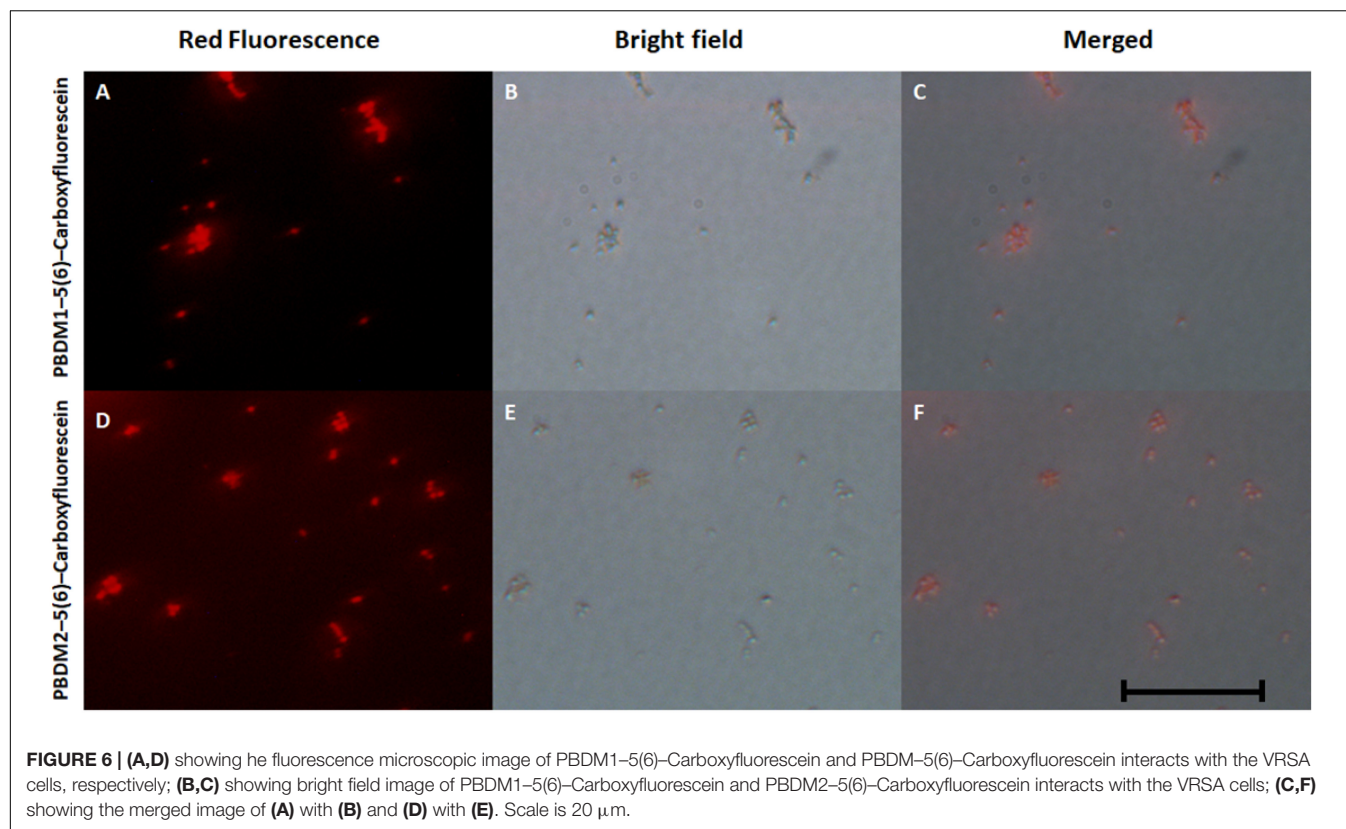 Red Fluorescence
Bright field
Merged
PBDM1–5(6)–Carboxyfluorescein
A
B
C
PBDM2–5(6)–Carboxyfluorescein
D
E
F
FIGURE 6 | (A,D) showing he fluorescence microscopic image of PBDM1–5(6)–Carboxyfluorescein and PBDM–5(6)–Carboxyfluorescein interacts with the VRSA
cells, respectively; (B,C) showing bright field image of PBDM1–5(6)–Carboxyfluorescein and PBDM2–5(6)–Carboxyfluorescein interacts with the VRSA cells; (C,F)
showing the merged image of (A) with (B) and (D) with (E). Scale is 20 μm.